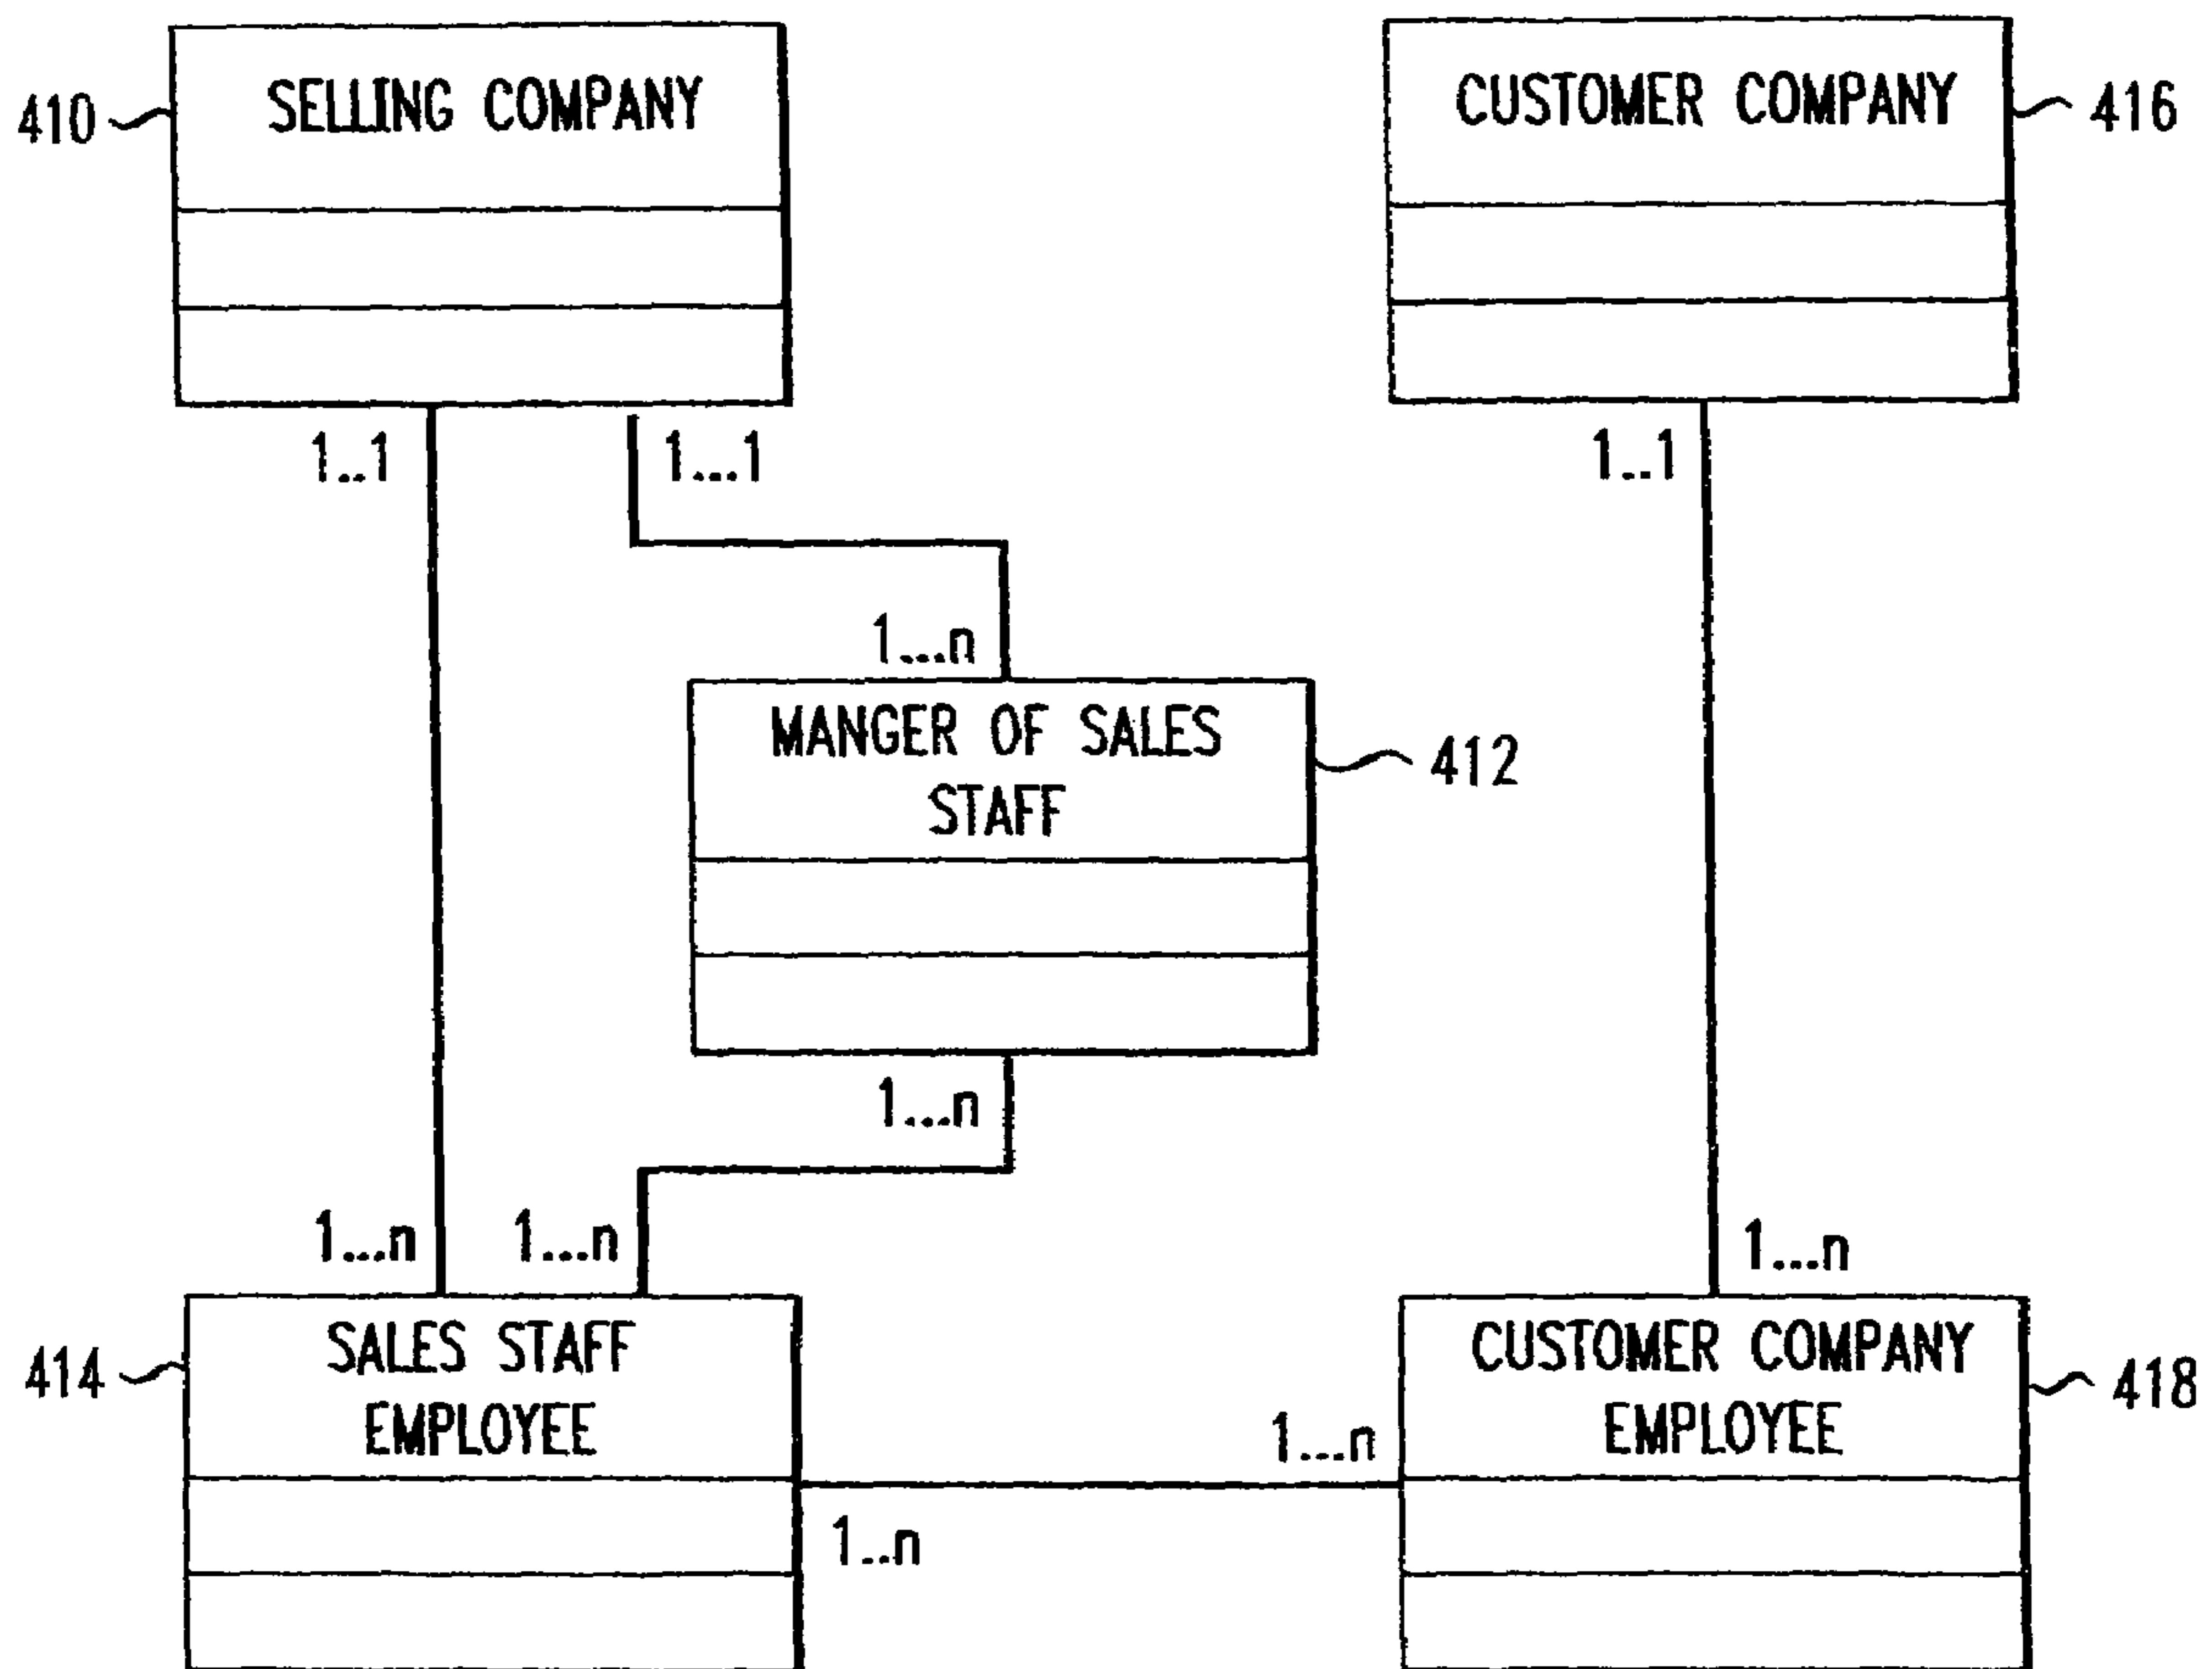 SELLING COMPANY
410
CUSTOMER COMPANY
416
1..1
1...1
1..1
1...n
MANGER OF SALES
STAFF
412
1...n
1...n
1...n
1...n
SALES STAFF
EMPLOYEE
414
CUSTOMER COMPANY
EMPLOYEE
418
1...n
1..n